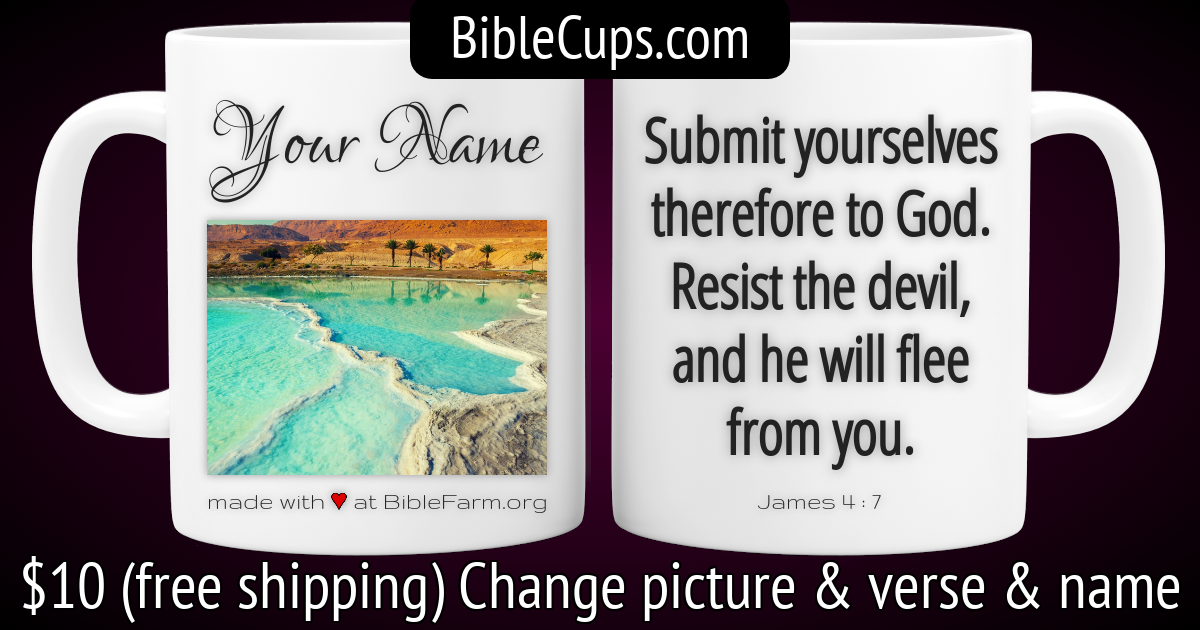 BibleCups.com
Your Name
made with ♥ at BibleFarm.org
Submit yourselves
therefore to God.
Resist the devil,
and he will flee
from you.
James 4 : 7
$10 (free shipping) Change picture & verse & name